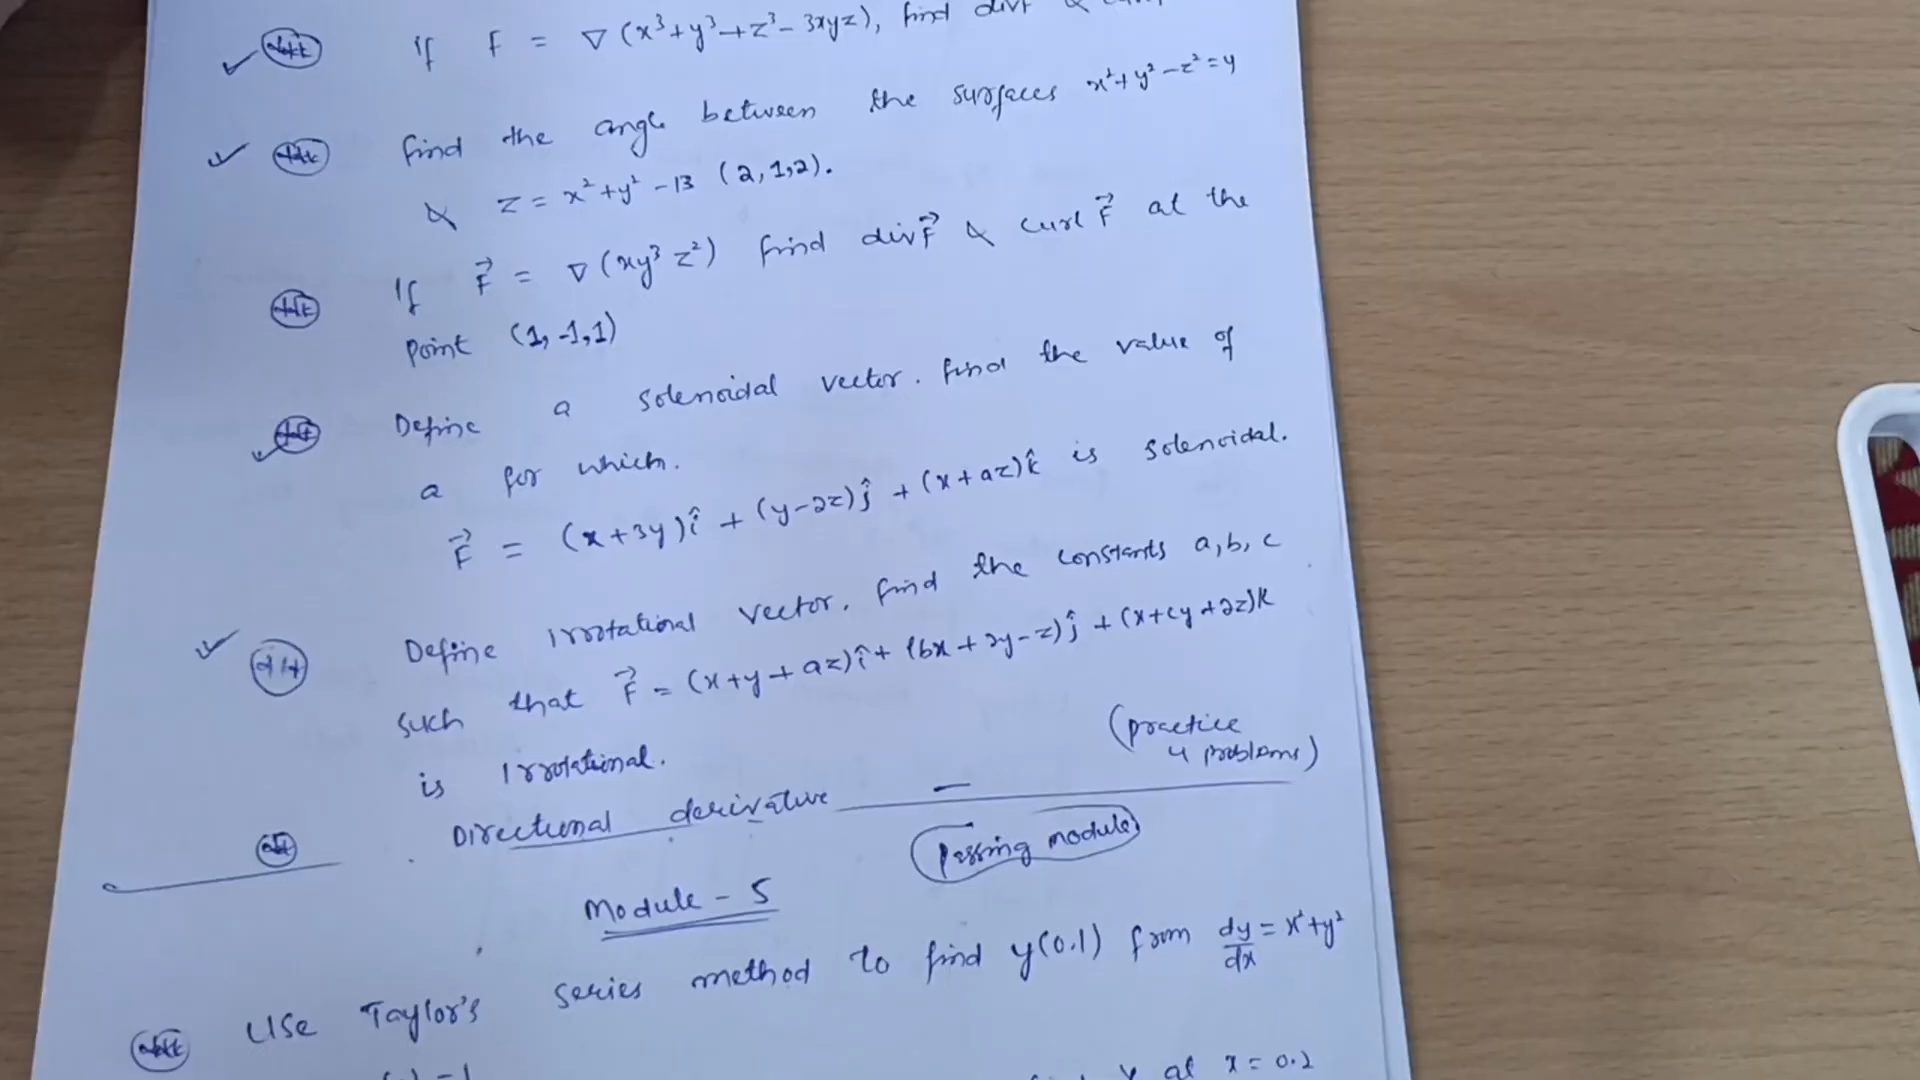 If F = ∇ (x³+y³+z³-3xyz), find
Find the angle between the surfaces x²+y²-z²=y
& z = x²+y²-13 (2,1,2).
If F⃗ = ∇ (xy³z²) find divF⃗ & curl F⃗ at the
Point (1,-1,1)
Define a solenoidal vector. find the value of
a for which.
F⃗ = (x+3y)î + (y-2z)ĵ + (x+az)k̂ is solenoidal.
Define irrotational vector. find the constants a,b,c
such that F⃗ = (x+y+az)î + (bx+2y-z)ĵ + (x+cy+2z)k
is Irrotational.
(practice
4 problems)
Directional derivative
Passing module
Module - 5
Use Taylor's series method to find y(0.1) from dy/dx = x²+y²
at x = 0.2